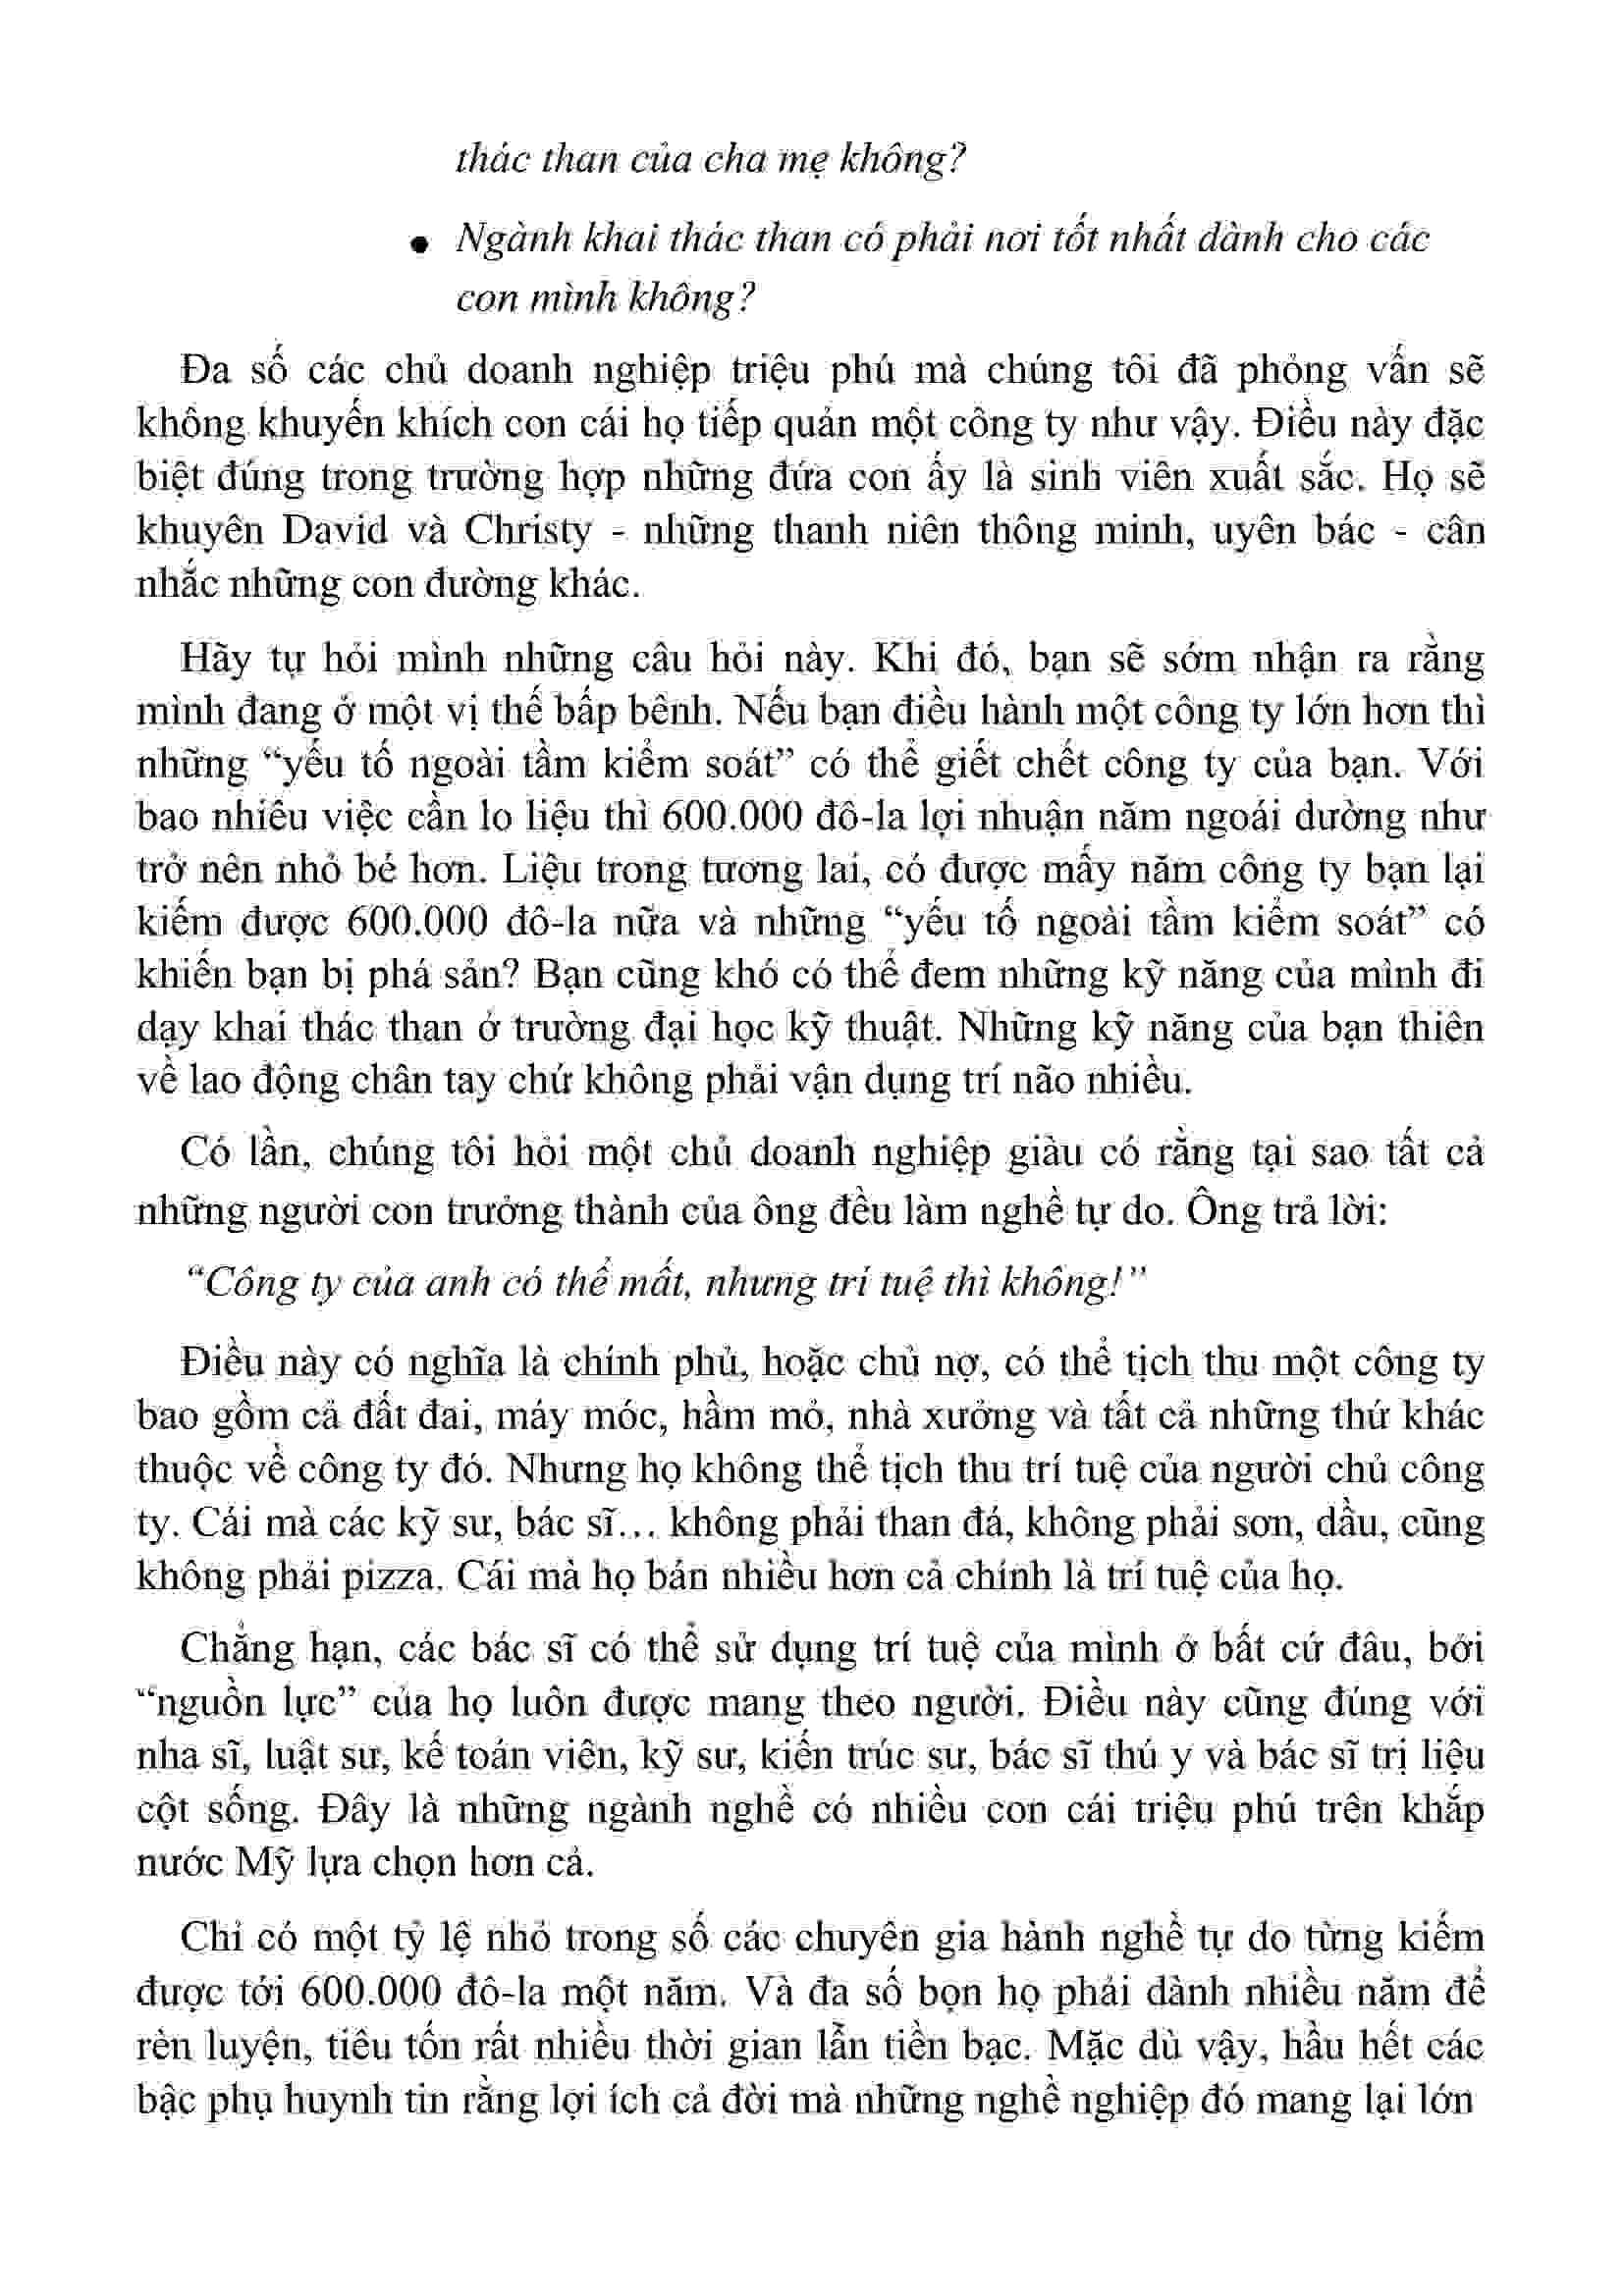 thác than của cha mẹ không?
● Ngành khai thác than có phải nơi tốt nhất dành cho các
con mình không?
Đa số các chủ doanh nghiệp triệu phú mà chúng tôi đã phỏng vấn sẽ
không khuyến khích con cái họ tiếp quản một công ty như vậy. Điều này đặc
biệt đúng trong trường hợp những đứa con ấy là sinh viên xuất sắc. Họ sẽ
khuyên David và Christy - những thanh niên thông minh, uyên bác - cân
nhắc những con đường khác.
Hãy tự hỏi mình những câu hỏi này. Khi đó, bạn sẽ sớm nhận ra rằng
mình đang ở một vị thế bấp bênh. Nếu bạn điều hành một công ty lớn hơn thì
những “yếu tố ngoài tầm kiểm soát” có thể giết chết công ty của bạn. Với
bao nhiêu việc cần lo liệu thì 600.000 đô-la lợi nhuận năm ngoái dường như
trở nên nhỏ bé hơn. Liệu trong tương lai, có được mấy năm công ty bạn lại
kiếm được 600.000 đô-la nữa và những “yếu tố ngoài tầm kiểm soát” có
khiến bạn bị phá sản? Bạn cũng khó có thể đem những kỹ năng của mình đi
dạy khai thác than ở trường đại học kỹ thuật. Những kỹ năng của bạn thiên
về lao động chân tay chứ không phải vận dụng trí não nhiều.
Có lần, chúng tôi hỏi một chủ doanh nghiệp giàu có rằng tại sao tất cả
những người con trưởng thành của ông đều làm nghề tự do. Ông trả lời:
“Công ty của anh có thể mất, nhưng trí tuệ thì không!”
Điều này có nghĩa là chính phủ, hoặc chủ nợ, có thể tịch thu một công ty
bao gồm cả đất đai, máy móc, hầm mỏ, nhà xưởng và tất cả những thứ khác
thuộc về công ty đó. Nhưng họ không thể tịch thu trí tuệ của người chủ công
ty. Cái mà các kỹ sư, bác sĩ… không phải than đá, không phải sơn, dầu, cũng
không phải pizza. Cái mà họ bán nhiều hơn cả chính là trí tuệ của họ.
Chẳng hạn, các bác sĩ có thể sử dụng trí tuệ của mình ở bất cứ đâu, bởi
“nguồn lực” của họ luôn được mang theo người. Điều này cũng đúng với
nha sĩ, luật sư, kế toán viên, kỹ sư, kiến trúc sư, bác sĩ thú y và bác sĩ trị liệu
cột sống. Đây là những ngành nghề có nhiều con cái triệu phú trên khắp
nước Mỹ lựa chọn hơn cả.
Chỉ có một tỷ lệ nhỏ trong số các chuyên gia hành nghề tự do từng kiếm
được tới 600.000 đô-la một năm. Và đa số bọn họ phải dành nhiều năm để
rèn luyện, tiêu tốn rất nhiều thời gian lẫn tiền bạc. Mặc dù vậy, hầu hết các
bậc phụ huynh tin rằng lợi ích cả đời mà những nghề nghiệp đó mang lại lớn